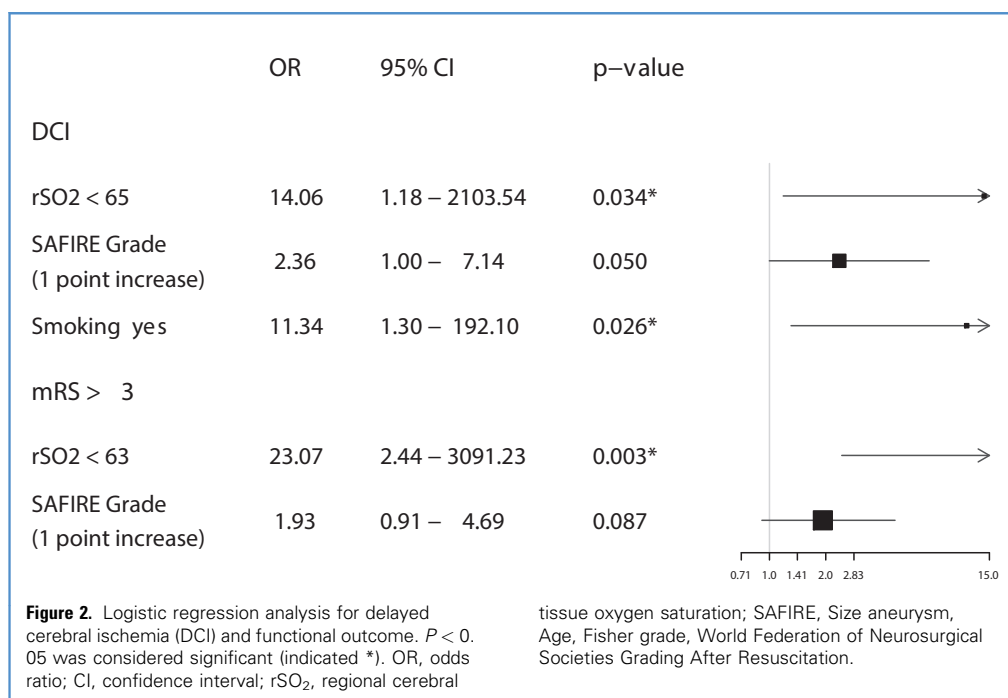 OR 95% CI p–value
DCI
rSO2 < 65 14.06 1.18 – 2103.54 0.034*
SAFIRE Grade
(1 point increase) 2.36 1.00 – 7.14 0.050
Smoking yes 11.34 1.30 – 192.10 0.026*
mRS > 3
rSO2 < 63 23.07 2.44 – 3091.23 0.003*
SAFIRE Grade
(1 point increase) 1.93 0.91 – 4.69 0.087
0.71 1.0 1.41 2.0 2.83 15.0
Figure 2. Logistic regression analysis for delayed
cerebral ischemia (DCI) and functional outcome. P < 0.
05 was considered significant (indicated *). OR, odds
ratio; CI, confidence interval; rSO₂, regional cerebral
tissue oxygen saturation; SAFIRE, Size aneurysm,
Age, Fisher grade, World Federation of Neurosurgical
Societies Grading After Resuscitation.